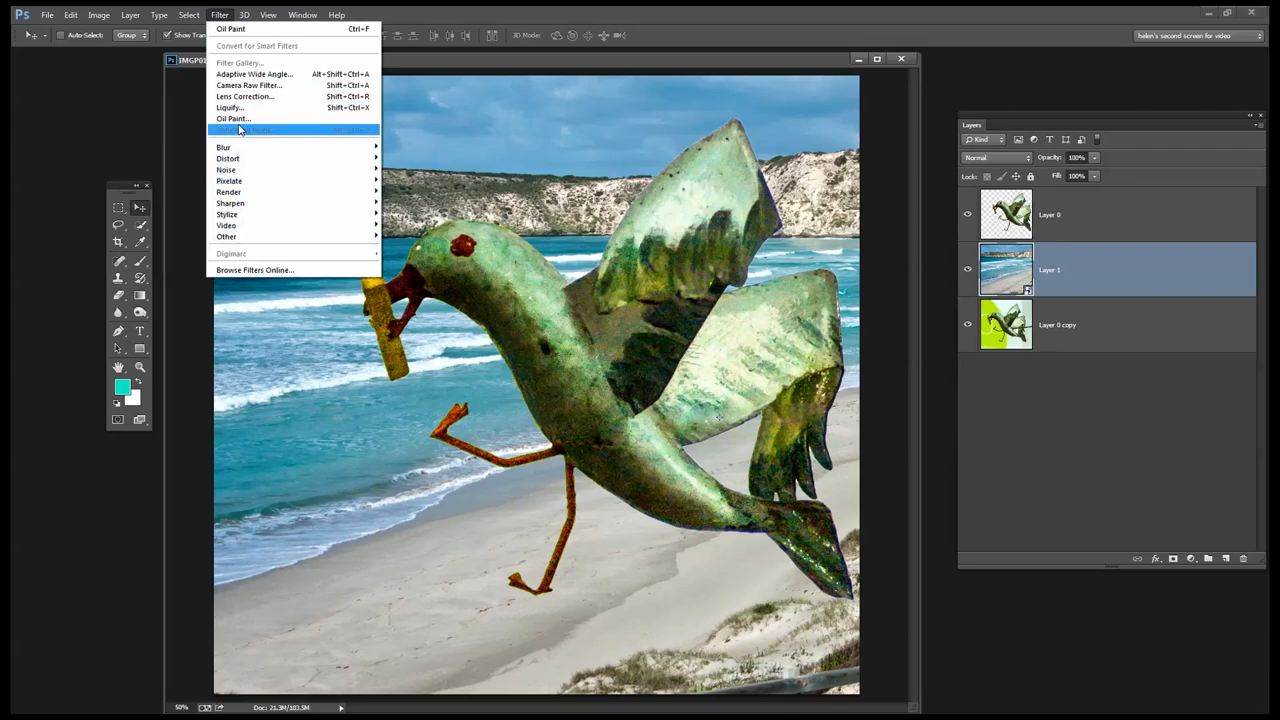 Ps File Edit Image Layer Type Select Filter 3D View Window Help
Auto-Select: Group Show Tran 3D Mode: helen's second screen for video
IMGP01
Oil Paint Ctrl+F
Convert for Smart Filters
Filter Gallery...
Adaptive Wide Angle... Alt+Shift+Ctrl+A
Camera Raw Filter... Shift+Ctrl+A
Lens Correction... Shift+Ctrl+R
Liquify... Shift+Ctrl+X
Oil Paint...
Blur
Distort
Noise
Pixelate
Render
Sharpen
Stylize
Video
Other
Digimarc
Browse Filters Online...
Layers
Kind
Normal Opacity: 100%
Lock: Fill: 100%
Layer 0
Layer 1
Layer 0 copy
50% Doc: 21.3M/103.5M